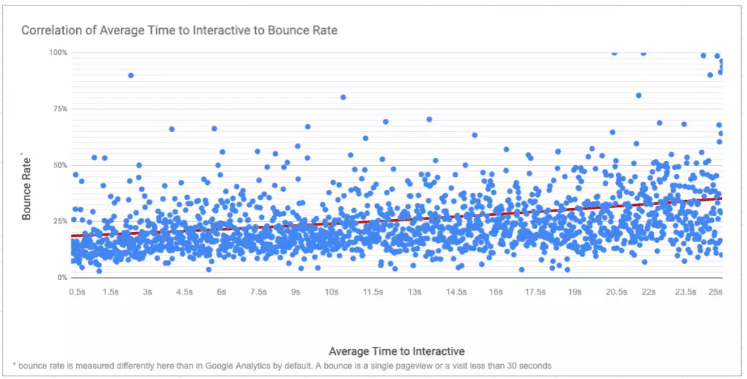 Correlation of Average Time to Interactive to Bounce Rate
100%
75%
50%
25%
0%
Bounce Rate *
0.5s 1.5s 3s 4.5s 6s 7.5s 9s 10s 11.5s 13s 14.5s 16s 17.5s 19s 20.5s 22s 23.5s 25s
Average Time to Interactive
* bounce rate is measured differently here than in Google Analytics by default. A bounce is a single pageview or a visit less than 30 seconds